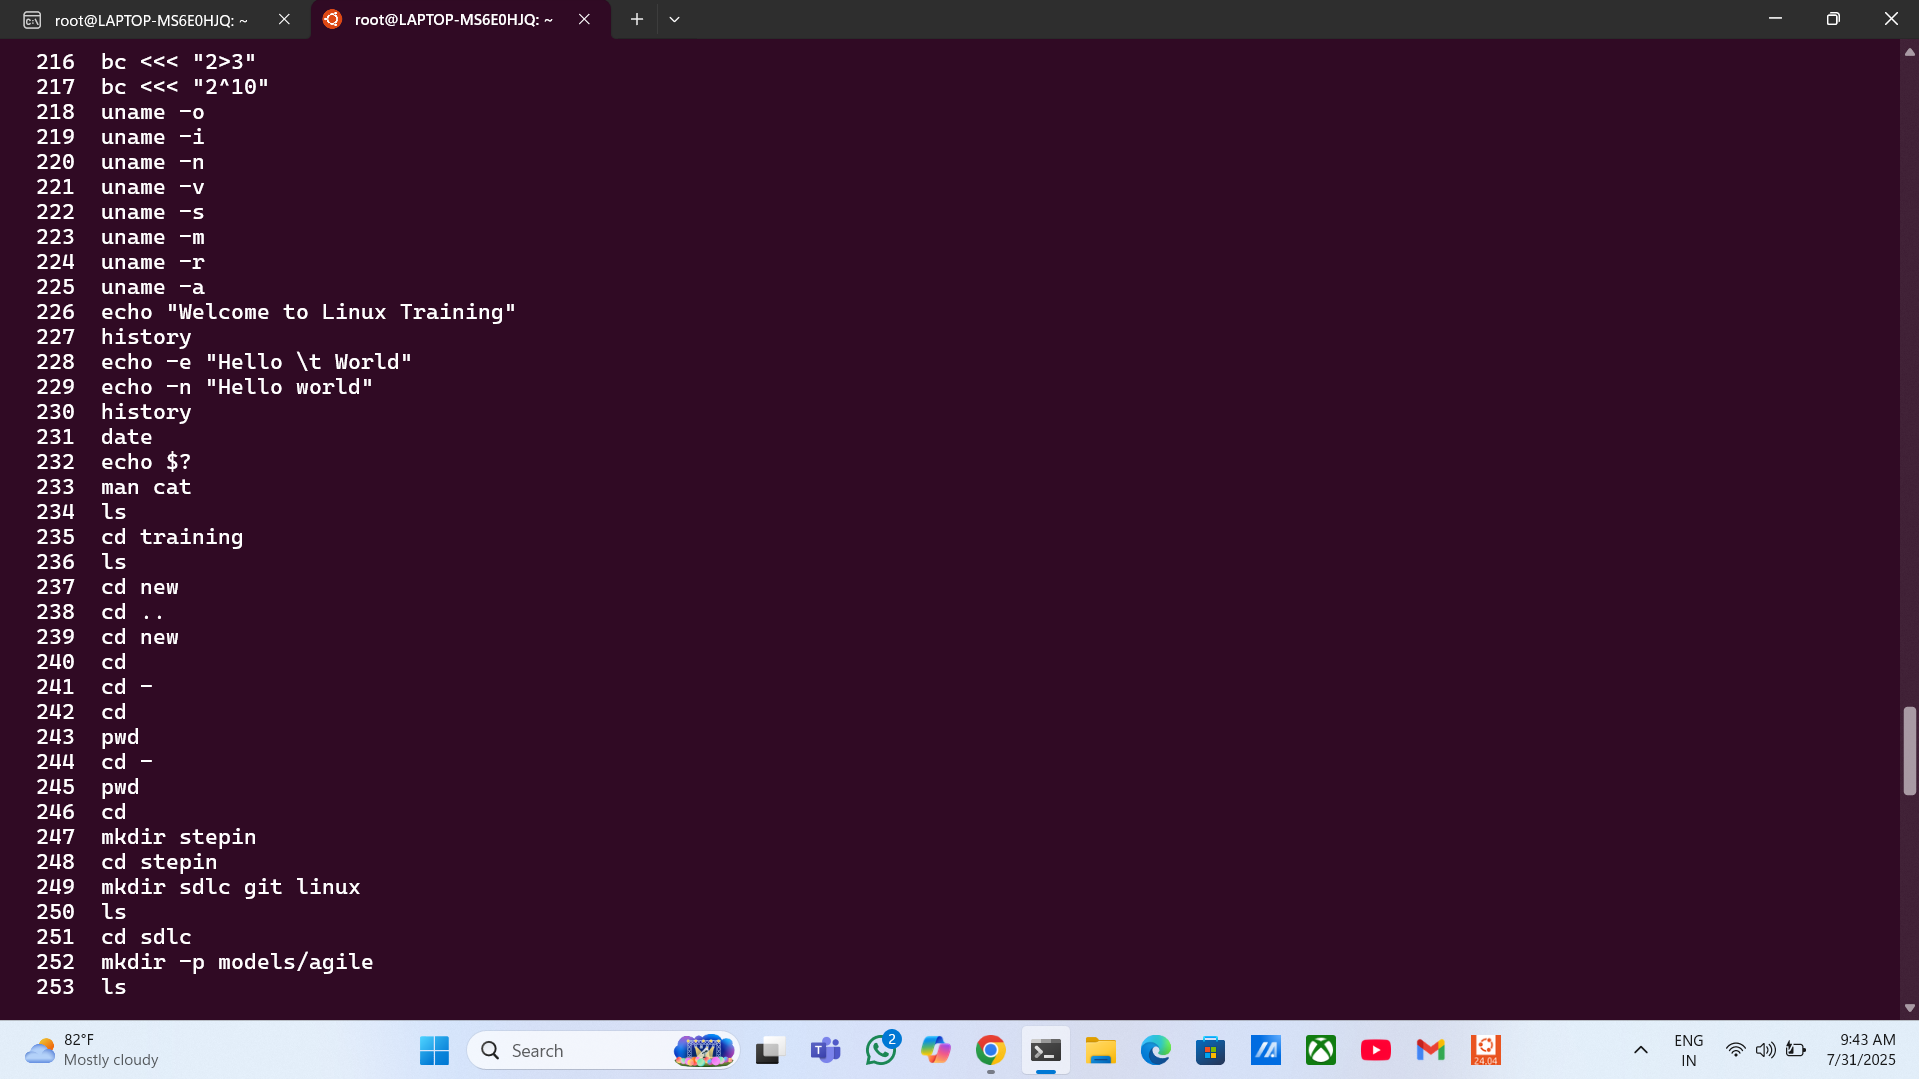 root@LAPTOP-MS6E0HJQ: ~ root@LAPTOP-MS6E0HJQ: ~
216 bc <<< "2>3"
217 bc <<< "2^10"
218 uname -o
219 uname -i
220 uname -n
221 uname -v
222 uname -s
223 uname -m
224 uname -r
225 uname -a
226 echo "Welcome to Linux Training"
227 history
228 echo -e "Hello \t World"
229 echo -n "Hello world"
230 history
231 date
232 echo $?
233 man cat
234 ls
235 cd training
236 ls
237 cd new
238 cd ..
239 cd new
240 cd
241 cd -
242 cd
243 pwd
244 cd -
245 pwd
246 cd
247 mkdir stepin
248 cd stepin
249 mkdir sdlc git linux
250 ls
251 cd sdlc
252 mkdir -p models/agile
253 ls
82°F
Mostly cloudy
Search
2
24.04
ENG
IN
9:43 AM
7/31/2025